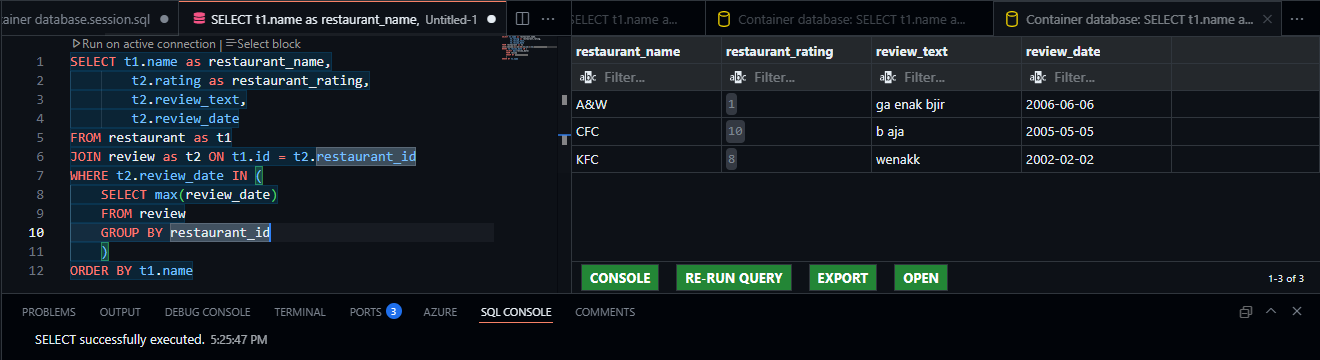 tainer database.session.sql
SELECT t1.name as restaurant_name, Untitled-1
Run on active connection | Select block
1 SELECT t1.name as restaurant_name,
2 t2.rating as restaurant_rating,
3 t2.review_text,
4 t2.review_date
5 FROM restaurant as t1
6 JOIN review as t2 ON t1.id = t2.restaurant_id
7 WHERE t2.review_date IN (
8 SELECT max(review_date)
9 FROM review
10 GROUP BY restaurant_id
11 )
12 ORDER BY t1.name
: SELECT t1.name a...
Container database: SELECT t1.name a...
Container database: SELECT t1.name a...
restaurant_name restaurant_rating review_text review_date
abc Filter... abc Filter... abc Filter... abc Filter...
A&W 1 ga enak bjir 2006-06-06
CFC 10 b aja 2005-05-05
KFC 8 wenakk 2002-02-02
CONSOLE RE-RUN QUERY EXPORT OPEN 1-3 of 3
PROBLEMS OUTPUT DEBUG CONSOLE TERMINAL PORTS 3 AZURE SQL CONSOLE COMMENTS
SELECT successfully executed. 5:25:47 PM